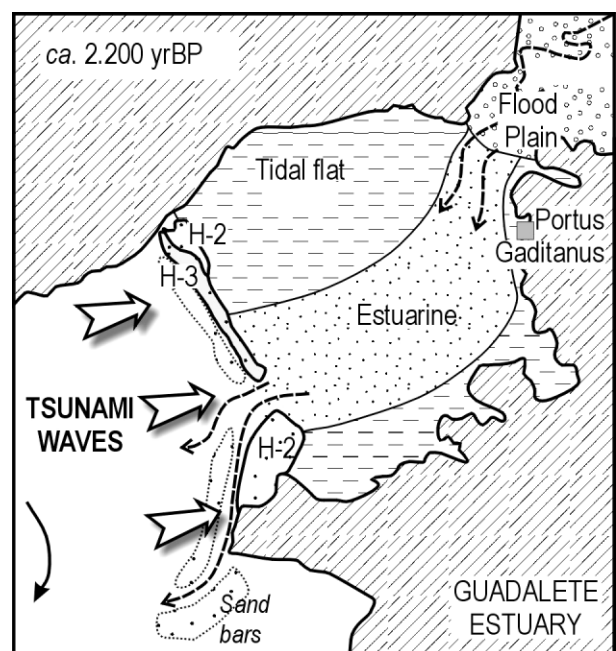 ca. 2.200 yrBP
Flood
Plain
Tidal flat
H-2
Portus
Gaditanus
H-3
Estuarine
TSUNAMI
WAVES
H-2
Sand
bars
GUADALETE
ESTUARY